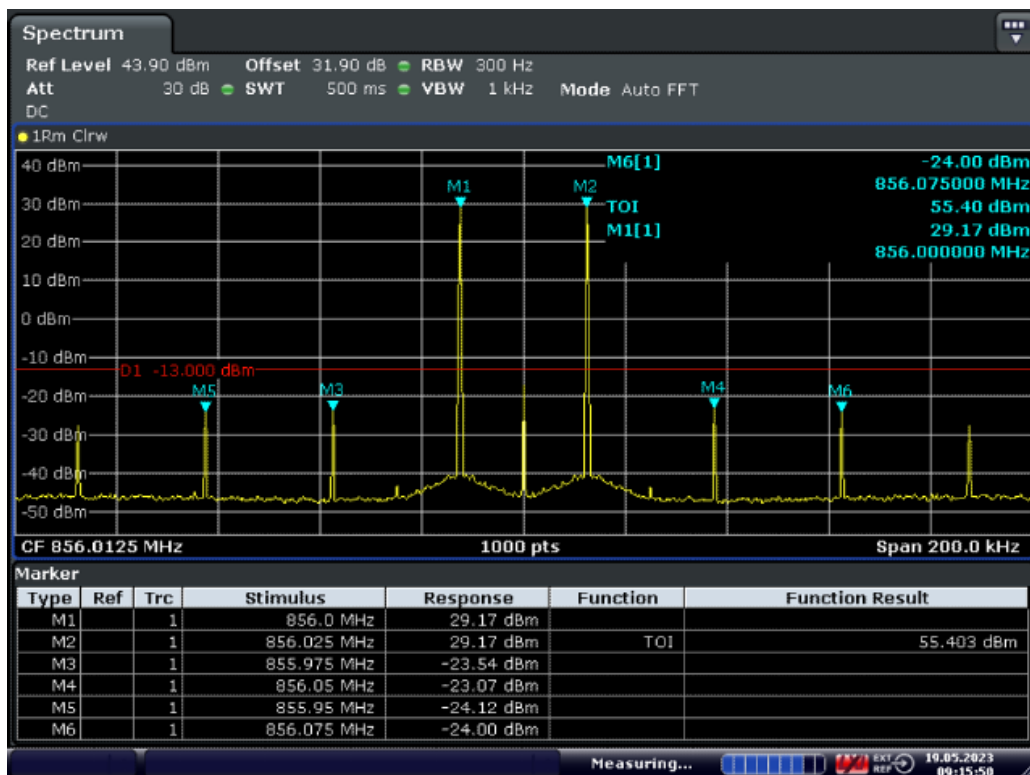 Spectrum
Ref Level 43.90 dBm Offset 31.90 dB RBW 300 Hz
Att 30 dB SWT 500 ms VBW 1 kHz Mode Auto FFT
DC
1Rm Clrw
40 dBm
30 dBm
20 dBm
10 dBm
0 dBm
-10 dBm
-20 dBm
-30 dBm
-40 dBm
-50 dBm
M6[1] -24.00 dBm
856.075000 MHz
TOI 55.40 dBm
M1[1] 29.17 dBm
856.000000 MHz
M1 M2
D1 -13.000 dBm
M5 M3 M4 M6
CF 856.0125 MHz 1000 pts Span 200.0 kHz
Marker
Type Ref Trc Stimulus Response Function Function Result
M1 1 856.0 MHz 29.17 dBm
M2 1 856.025 MHz 29.17 dBm TOI 55.403 dBm
M3 1 855.975 MHz -23.54 dBm
M4 1 856.05 MHz -23.07 dBm
M5 1 855.95 MHz -24.12 dBm
M6 1 856.075 MHz -24.00 dBm
Measuring... EXT REF 19.05.2023
09:15:50